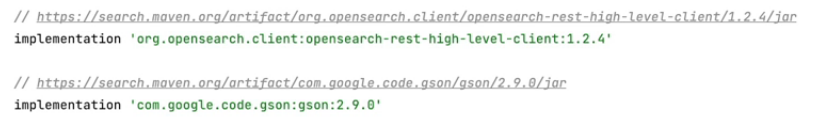 // https://search.maven.org/artifact/org.opensearch.client/opensearch-rest-high-level-client/1.2.4/jar
implementation 'org.opensearch.client:opensearch-rest-high-level-client:1.2.4'
// https://search.maven.org/artifact/com.google.code.gson/gson/2.9.0/jar
implementation 'com.google.code.gson:gson:2.9.0'